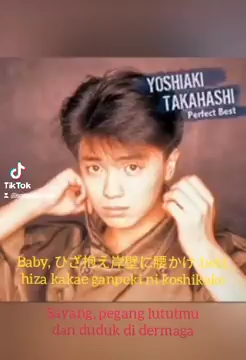 YOSHIAKI
TAKAHASHI
Perfect Best
TikTok
Baby, ひざ抱え岸壁に腰かけ
hiza kakae ganpeki ni koshikake
Sayang, pegang lututmu
dan duduk di dermaga